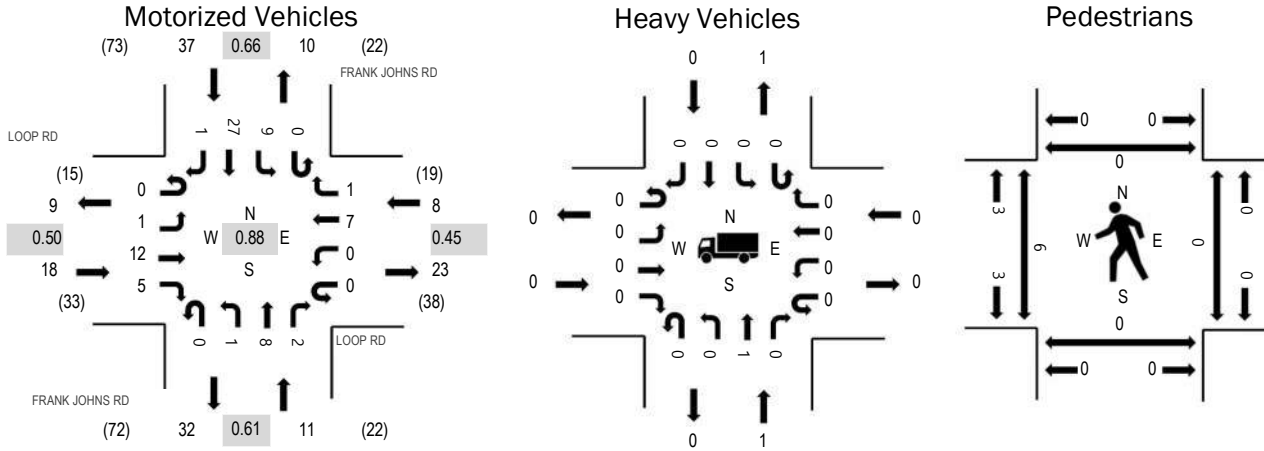 Motorized Vehicles
(73) 37 0.66 10 (22)
FRANK JOHNS RD
LOOP RD
1 27 9 0
(15) 0 1 (19)
9 8
1 N 7
0.50 W 0.88 E 0.45
12 S 0
18 23
5 0
(33) (38)
0 1 8 2
LOOP RD
FRANK JOHNS RD
(72) 32 0.61 11 (22)
Heavy Vehicles
0 1
0 0 0 0
0 0
0 0
0 N 0
W E
0 S 0
0 0
0 0
0 0 1 0
0 1
Pedestrians
0 0
0
N
3 0
W E
6 0
S
3 0
0
0 0